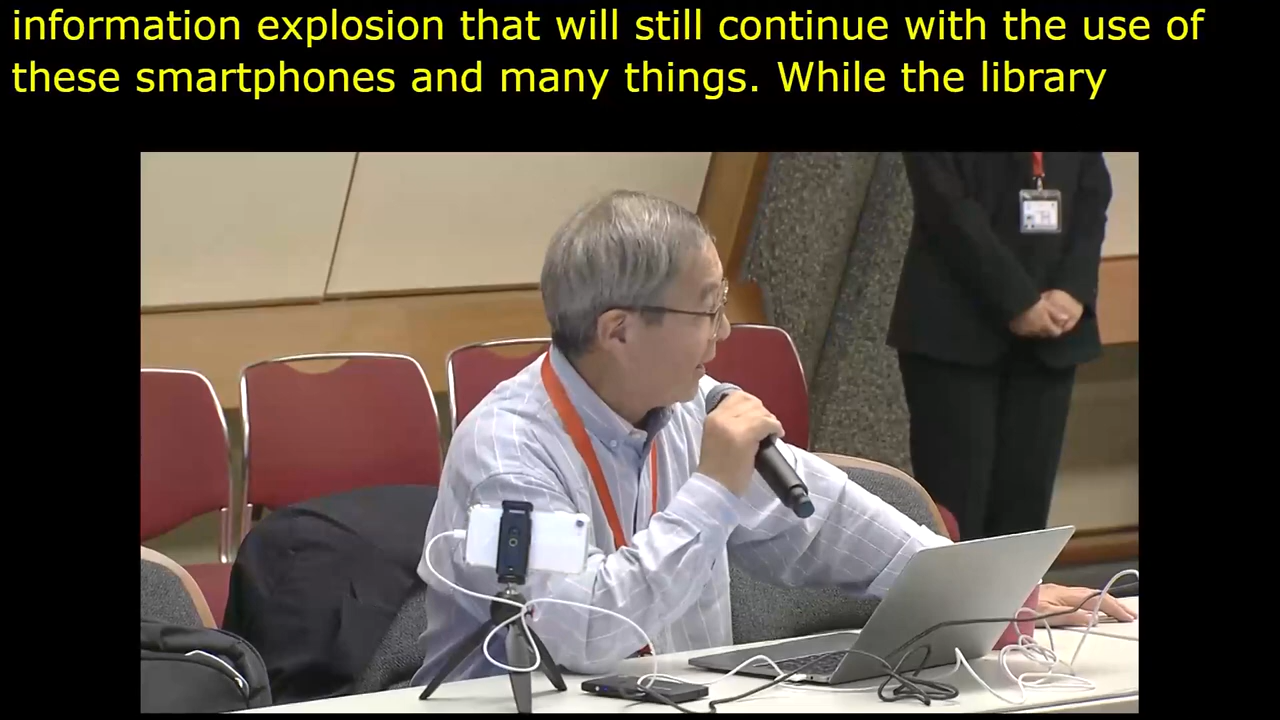 information explosion that will still continue with the use of
these smartphones and many things. While the library